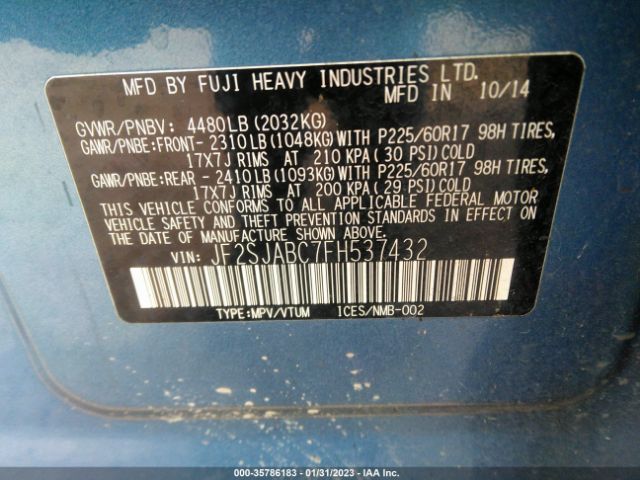 MFD BY FUJI HEAVY INDUSTRIES LTD.
MFD IN 10/14
GVWR/PNBV: 4480LB (2032KG)
GAWR/PNBE:FRONT- 2310LB (1048KG) WITH P225/60R17 98H TIRES,
17X7J RIMS AT 210 KPA( 30 PSI) COLD
GAWR/PNBE:REAR - 2410LB (1093KG) WITH P225/60R17 98H TIRES,
17X7J RIMS AT 200 KPA( 29 PSI) COLD
THIS VEHICLE CONFORMS TO ALL APPLICABLE FEDERAL MOTOR
VEHICLE SAFETY AND THEFT PREVENTION STANDARDS IN EFFECT ON
THE DATE OF MANUFACTURE SHOWN ABOVE.
VIN: JF2SJABC7FH537432
TYPE:MPV/VTUM ICES/NMB-002
000-35786183 - 01/31/2023 - IAA Inc.